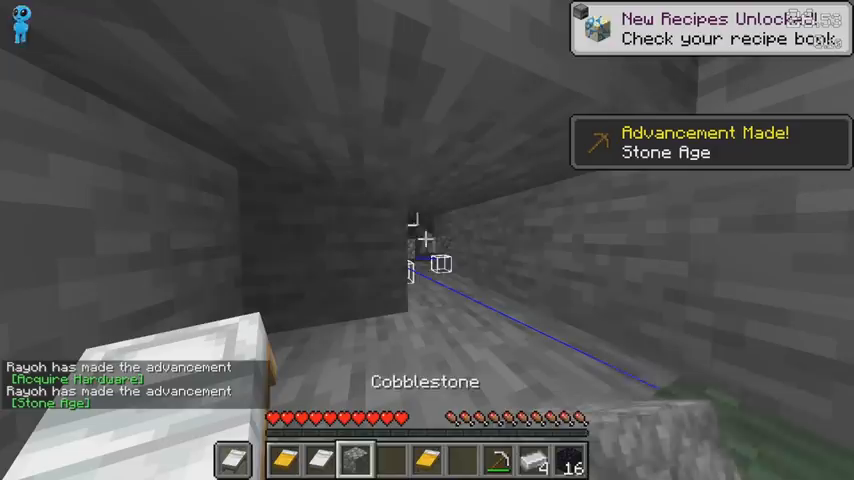 New Recipes Unlocked!
Check your recipe book
Advancement Made!
Stone Age
Rayoh has made the advancement
[Acquire Hardware]
Rayoh has made the advancement
[Stone Age]
Cobblestone
4
16